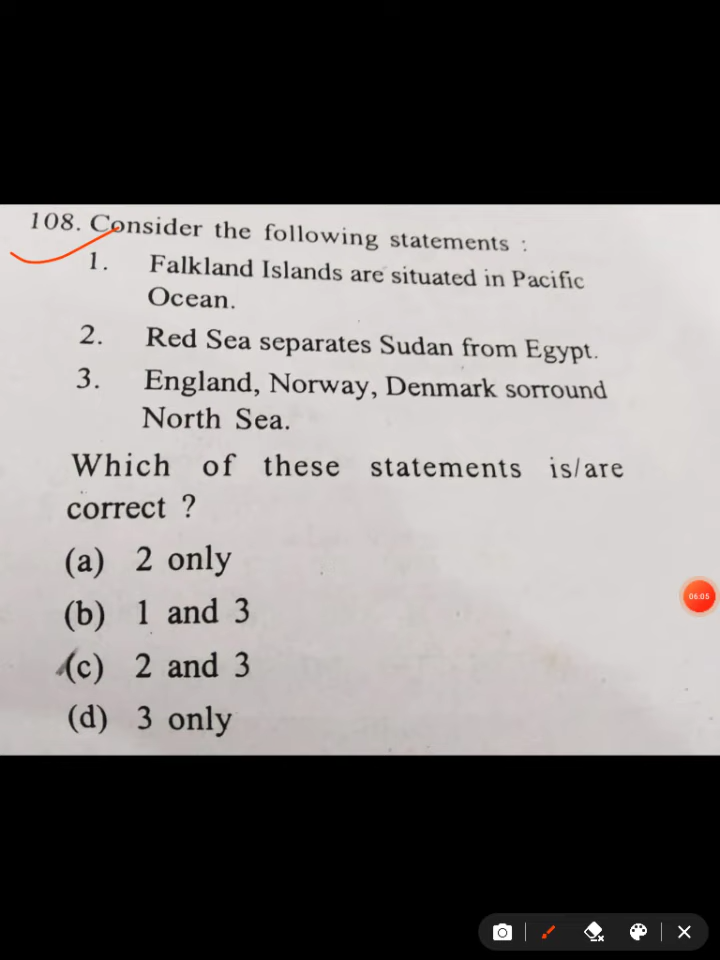 108. Consider the following statements :
1. Falkland Islands are situated in Pacific
Ocean.
2. Red Sea separates Sudan from Egypt.
3. England, Norway, Denmark sorround
North Sea.
Which of these statements is/are
correct ?
(a) 2 only
(b) 1 and 3
(c) 2 and 3
(d) 3 only
06:05